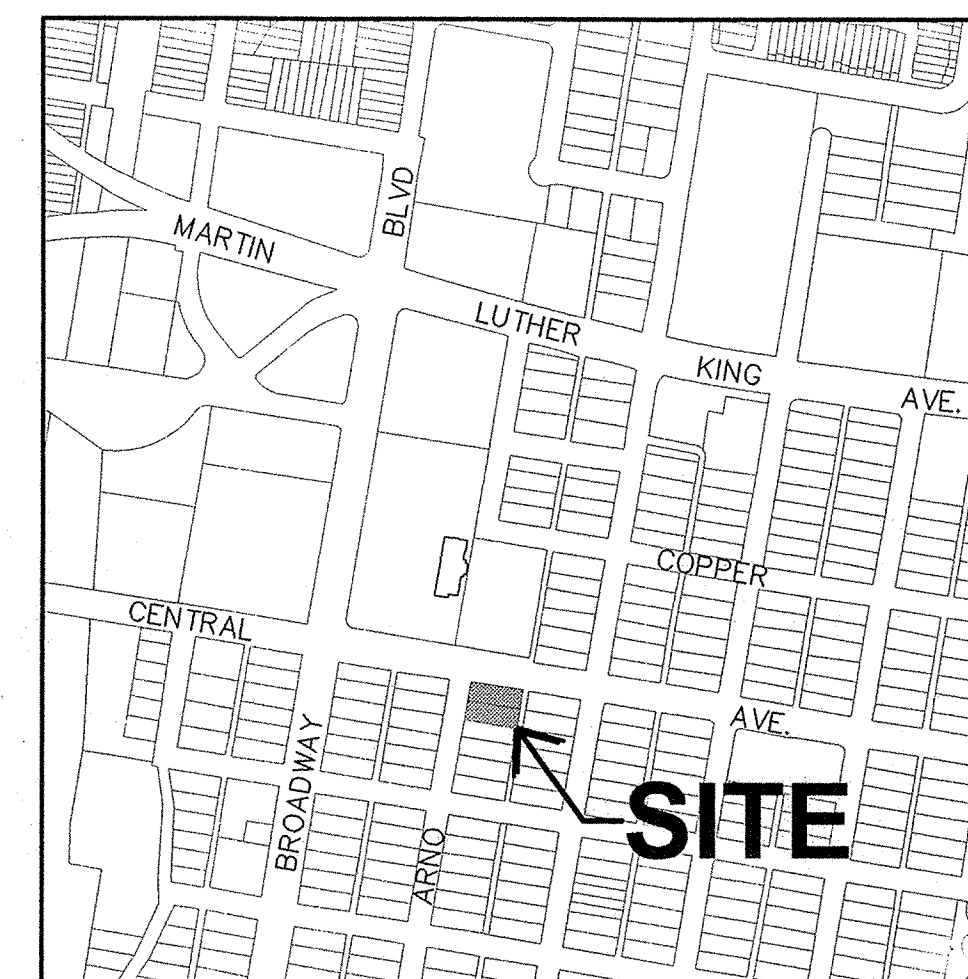 BLVD
MARTIN
LUTHER
KING
AVE.
COPPER
CENTRAL
AVE.
BROADWAY
ARNO
SITE